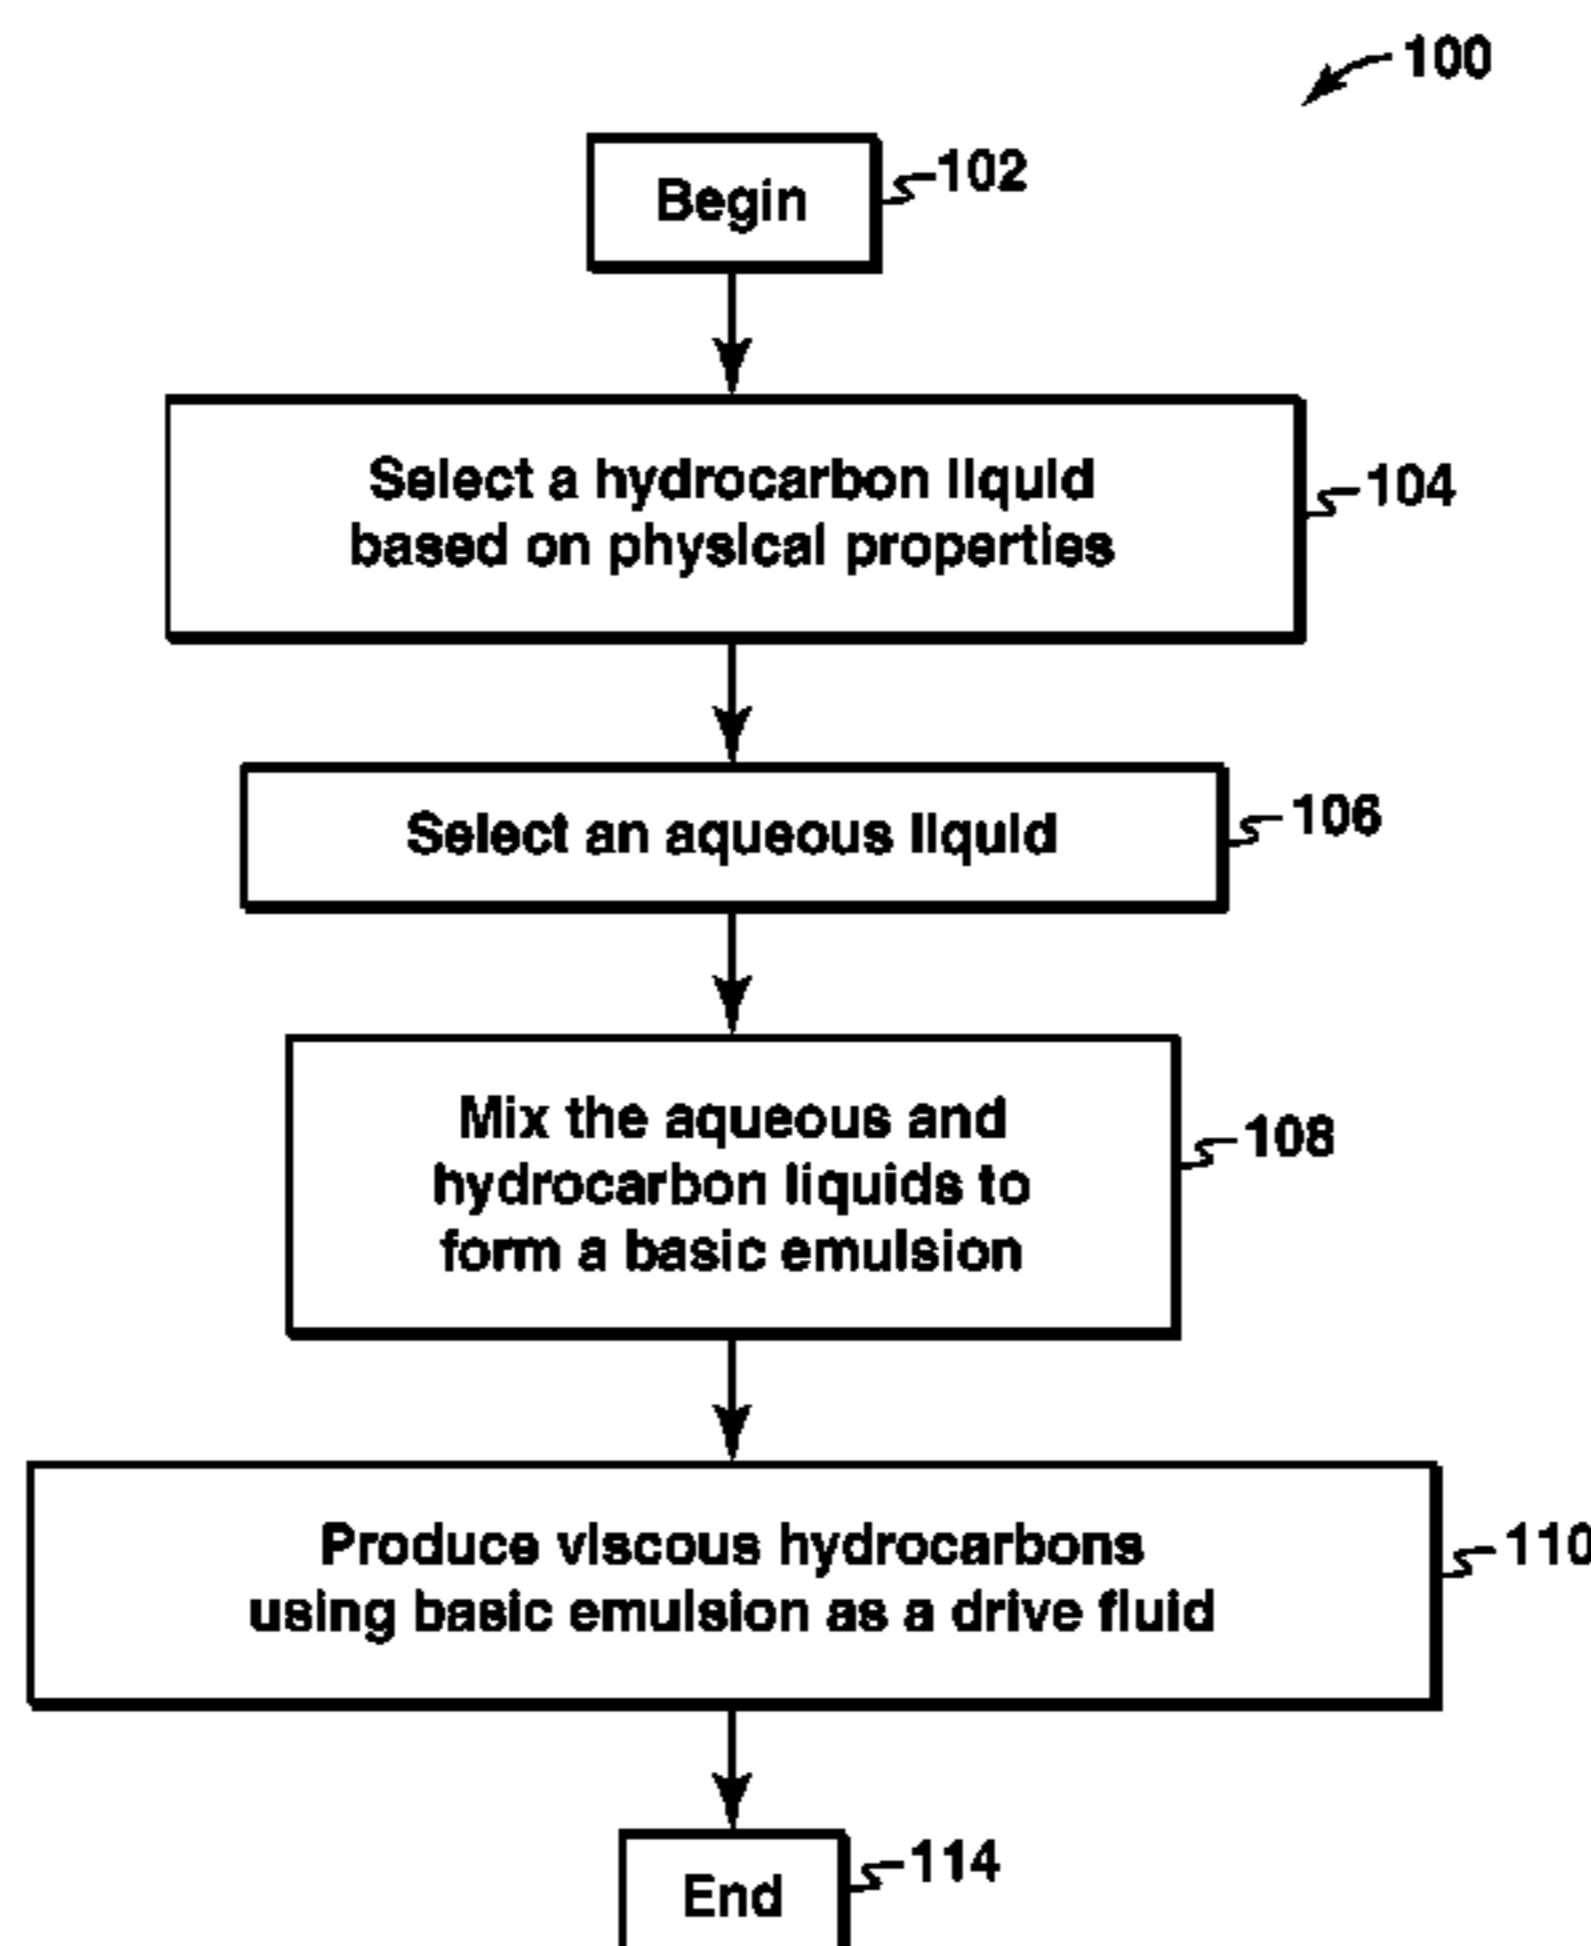 100
Begin
102
Select a hydrocarbon liquid
based on physical properties
104
Select an aqueous liquid
106
Mix the aqueous and
hydrocarbon liquids to
form a basic emulsion
108
Produce viscous hydrocarbons
using basic emulsion as a drive fluid
110
End
114